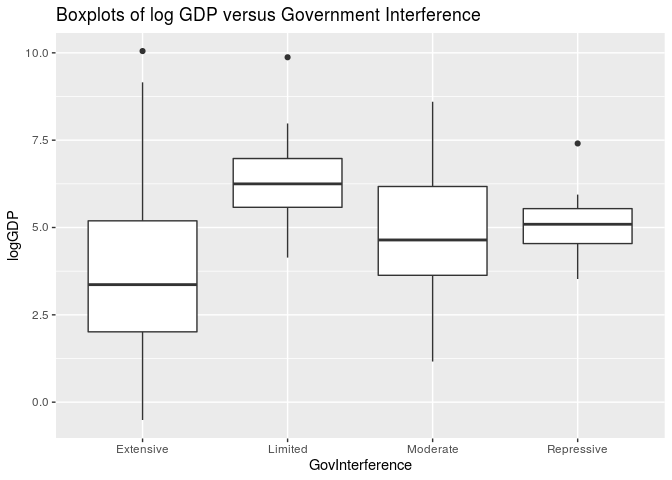 Boxplots of log GDP versus Government Interference
10.0
7.5
5.0
2.5
0.0
logGDP
Extensive Limited Moderate Repressive
GovInterference